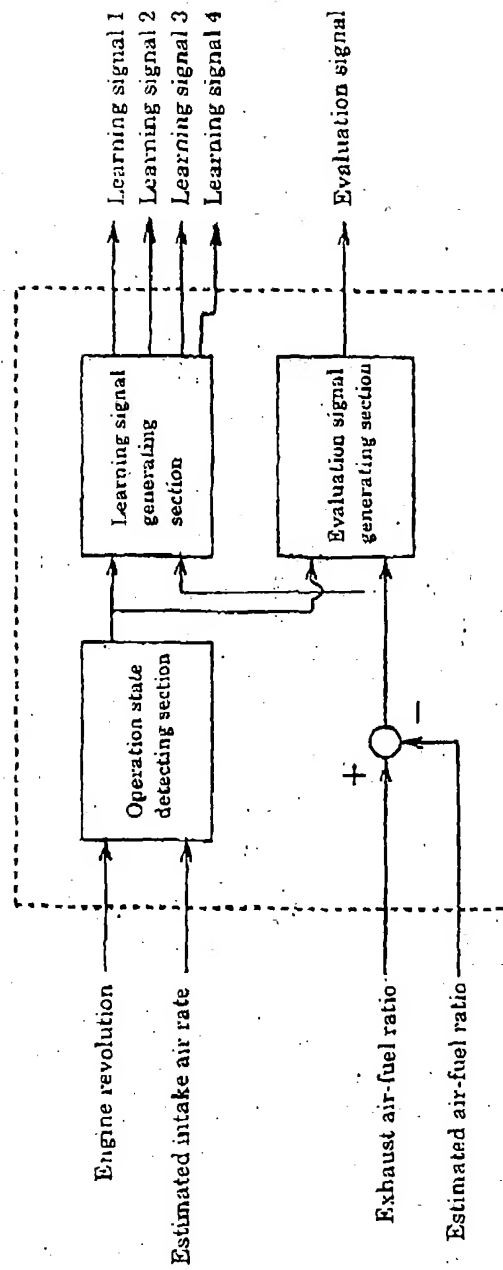 Engine revolution
Estimated intake air rate
Exhaust air-fuel ratio
Estimated air-fuel ratio
Operation state
detecting section
+
−
Learning signal
generating
section
Evaluation signal
generating section
Learning signal 1
Learning signal 2
Learning signal 3
Learning signal 4
Evaluation signal